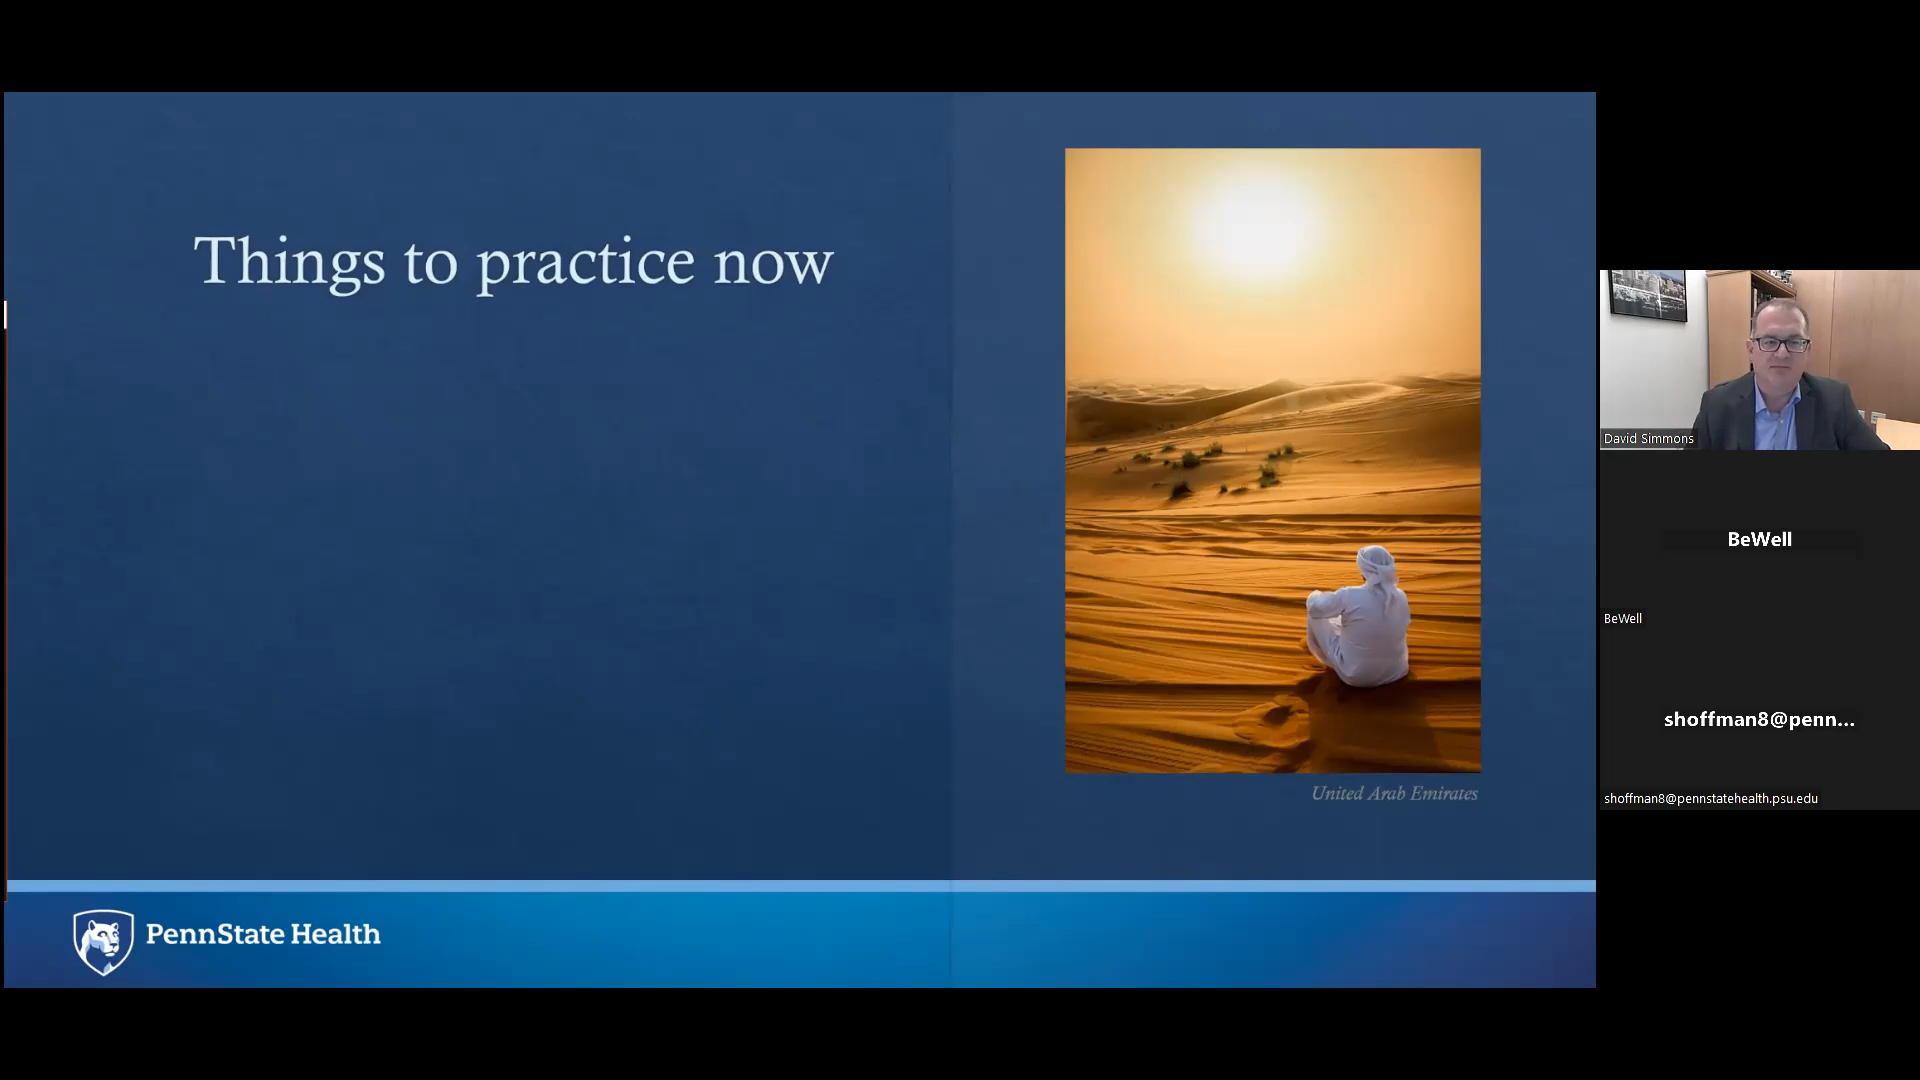 Things to practice now
United Arab Emirates
PennState Health
David Simmons
BeWell
BeWell
shoffman8@penn...
shoffman8@pennstatehealth.psu.edu